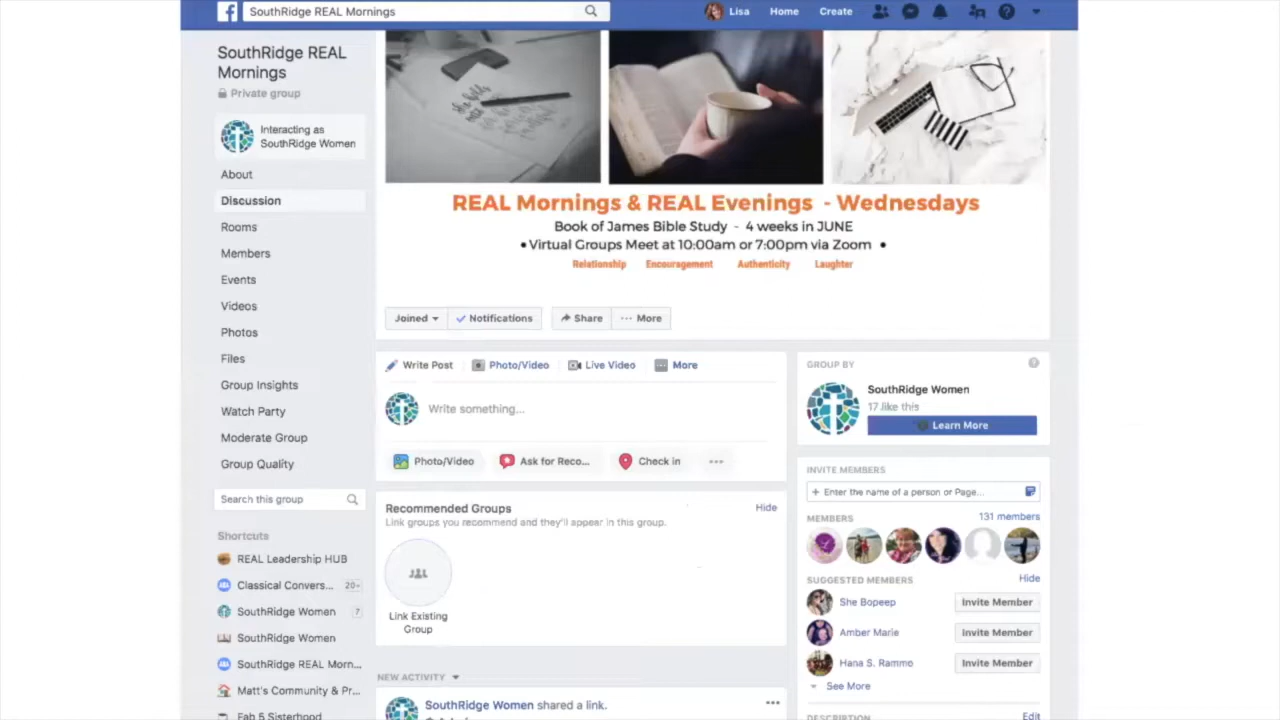 SouthRidge REAL Mornings
Lisa
Home
Create
SouthRidge REAL
Mornings
Private group
Interacting as
SouthRidge Women
About
Discussion
Rooms
Members
Events
Videos
Photos
Files
Group Insights
Watch Party
Moderate Group
Group Quality
Search this group
Shortcuts
REAL Leadership HUB
Classical Convers... 20+
SouthRidge Women 7
SouthRidge Women
SouthRidge REAL Morn...
Matt's Community & Pr...
Fab 5 Sisterhood
REAL Mornings & REAL Evenings - Wednesdays
Book of James Bible Study - 4 weeks in JUNE
• Virtual Groups Meet at 10:00am or 7:00pm via Zoom •
Relationship Encouragement Authenticity Laughter
Joined Notifications Share ... More
Write Post Photo/Video Live Video More
Write something...
Photo/Video Ask for Reco... Check in ...
Recommended Groups Hide
Link groups you recommend and they'll appear in this group.
Link Existing
Group
NEW ACTIVITY
SouthRidge Women shared a link.
GROUP BY
SouthRidge Women
17 like this
Learn More
INVITE MEMBERS
+ Enter the name of a person or Page...
MEMBERS 131 members
SUGGESTED MEMBERS Hide
She Bopeep Invite Member
Amber Marie Invite Member
Hana S. Rammo Invite Member
See More
DESCRIPTION Edit